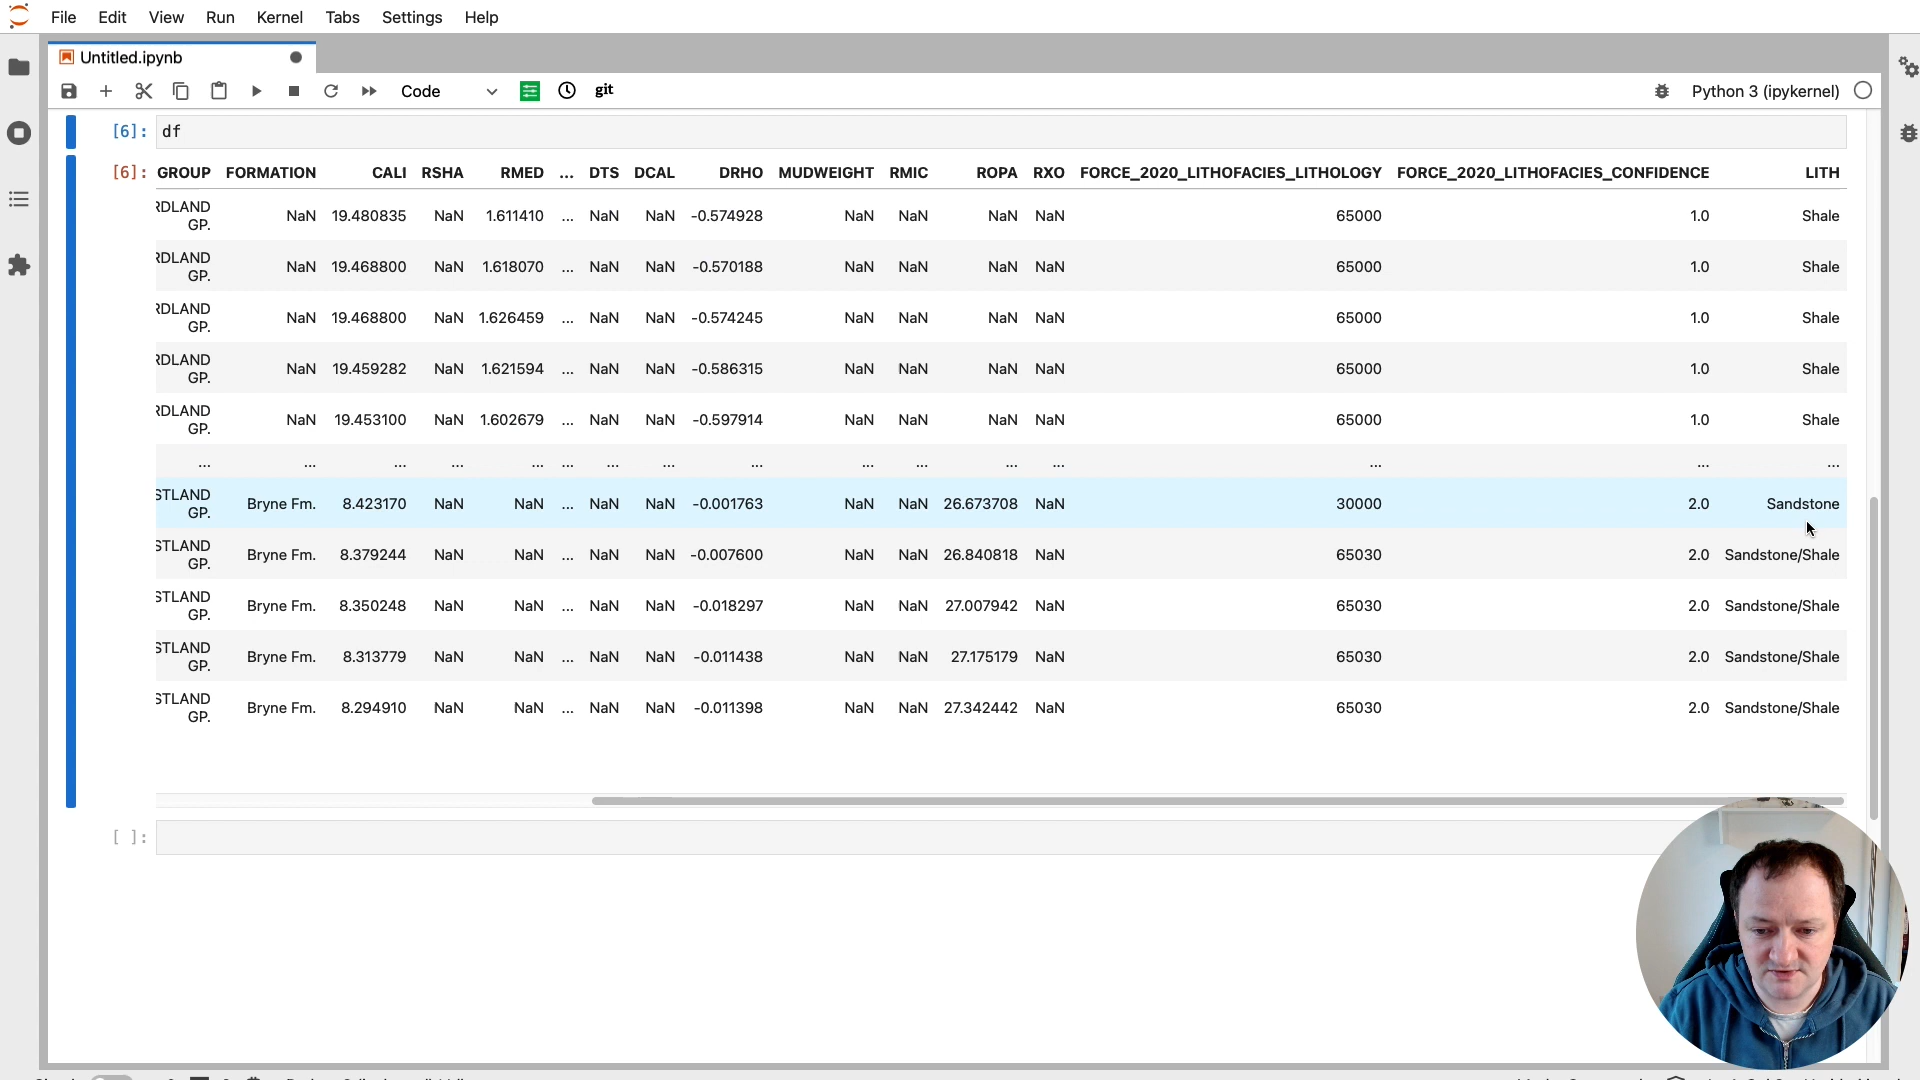 File Edit View Run Kernel Tabs Settings Help
Untitled.ipynb
Code git Python 3 (ipykernel)
[6]: df
[6]: GROUP FORMATION CALI RSHA RMED ... DTS DCAL DRHO MUDWEIGHT RMIC ROPA RXO FORCE_2020_LITHOFACIES_LITHOLOGY FORCE_2020_LITHOFACIES_CONFIDENCE LITH
RDLAND GP. NaN 19.480835 NaN 1.611410 ... NaN NaN -0.574928 NaN NaN NaN NaN 65000 1.0 Shale
RDLAND GP. NaN 19.468800 NaN 1.618070 ... NaN NaN -0.570188 NaN NaN NaN NaN 65000 1.0 Shale
RDLAND GP. NaN 19.468800 NaN 1.626459 ... NaN NaN -0.574245 NaN NaN NaN NaN 65000 1.0 Shale
RDLAND GP. NaN 19.459282 NaN 1.621594 ... NaN NaN -0.586315 NaN NaN NaN NaN 65000 1.0 Shale
RDLAND GP. NaN 19.453100 NaN 1.602679 ... NaN NaN -0.597914 NaN NaN NaN NaN 65000 1.0 Shale
... ... ... ... ... ... ... ... ... ... ... ... ... ... ... ...
STLAND GP. Bryne Fm. 8.423170 NaN NaN ... NaN NaN -0.001763 NaN NaN 26.673708 NaN 30000 2.0 Sandstone
STLAND GP. Bryne Fm. 8.379244 NaN NaN ... NaN NaN -0.007600 NaN NaN 26.840818 NaN 65030 2.0 Sandstone/Shale
STLAND GP. Bryne Fm. 8.350248 NaN NaN ... NaN NaN -0.018297 NaN NaN 27.007942 NaN 65030 2.0 Sandstone/Shale
STLAND GP. Bryne Fm. 8.313779 NaN NaN ... NaN NaN -0.011438 NaN NaN 27.175179 NaN 65030 2.0 Sandstone/Shale
STLAND GP. Bryne Fm. 8.294910 NaN NaN ... NaN NaN -0.011398 NaN NaN 27.342442 NaN 65030 2.0 Sandstone/Shale
[ ]: